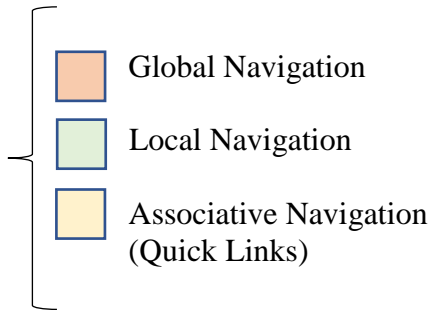 Global Navigation
Local Navigation
Associative Navigation
(Quick Links)